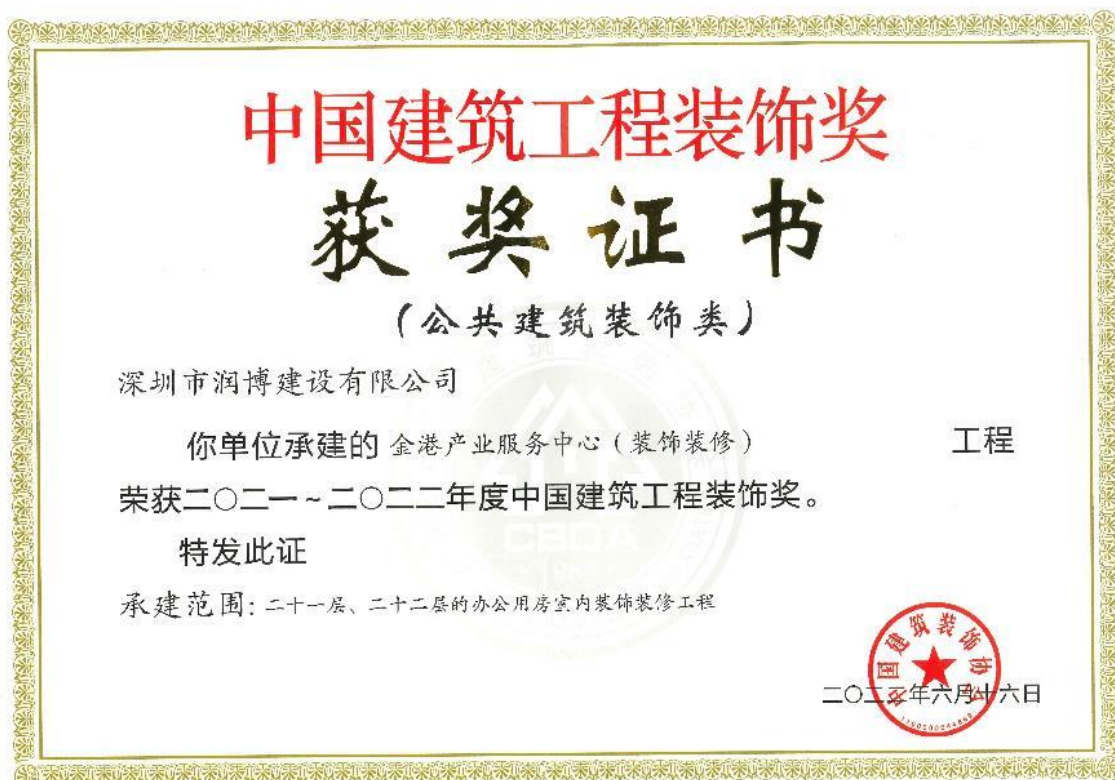 中国建筑工程装饰奖
获奖证书
(公共建筑装饰类)
深圳市润博建设有限公司
你单位承建的 金港产业服务中心（装饰装修） 工程
荣获二〇二一～二〇二二年度中国建筑工程装饰奖。
特发此证
承建范围：二十一层、二十二层的办公用房室内装饰装修工程
中国建筑装饰协会
年六月十六日
CBDA